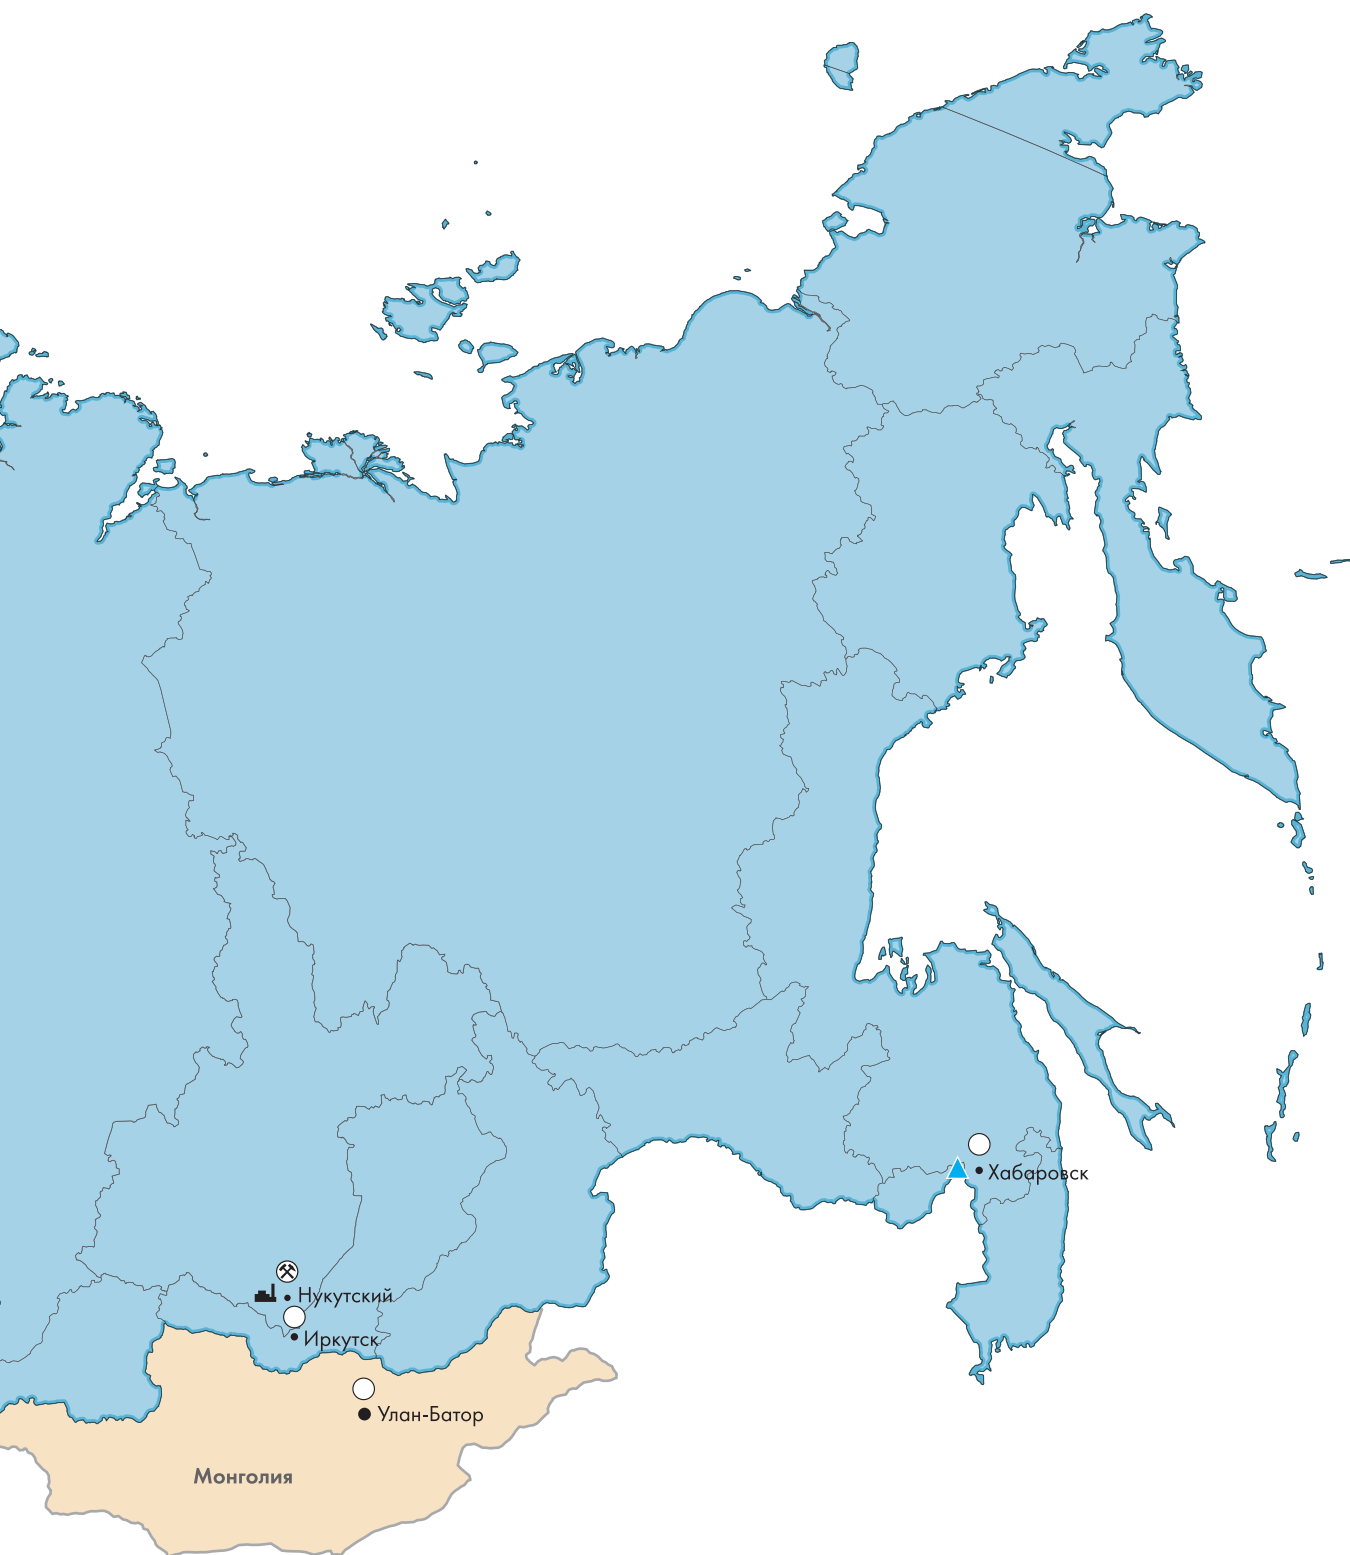 Хабаровск
Нукутский
Иркутск
Улан-Батор
Монголия